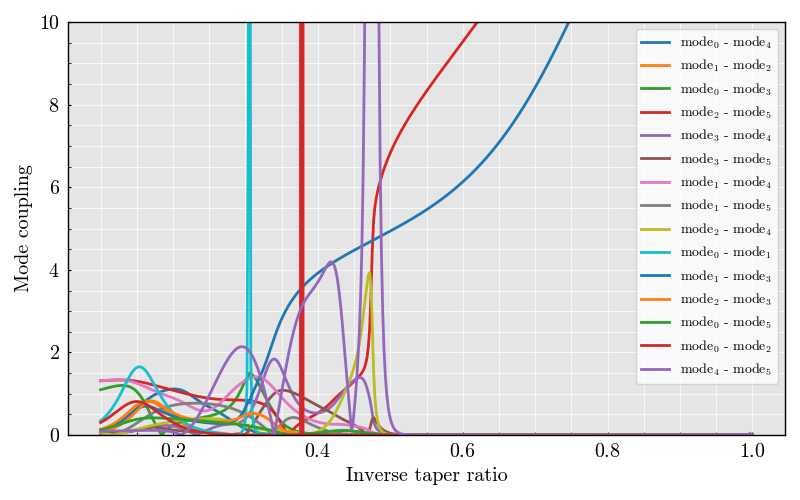 10
8
6
4
2
0
0.2 0.4 0.6 0.8 1.0
Mode coupling
Inverse taper ratio
mode₀ - mode₄
mode₁ - mode₂
mode₀ - mode₃
mode₂ - mode₅
mode₃ - mode₄
mode₃ - mode₅
mode₁ - mode₄
mode₁ - mode₅
mode₂ - mode₄
mode₀ - mode₁
mode₁ - mode₃
mode₂ - mode₃
mode₀ - mode₅
mode₀ - mode₂
mode₄ - mode₅